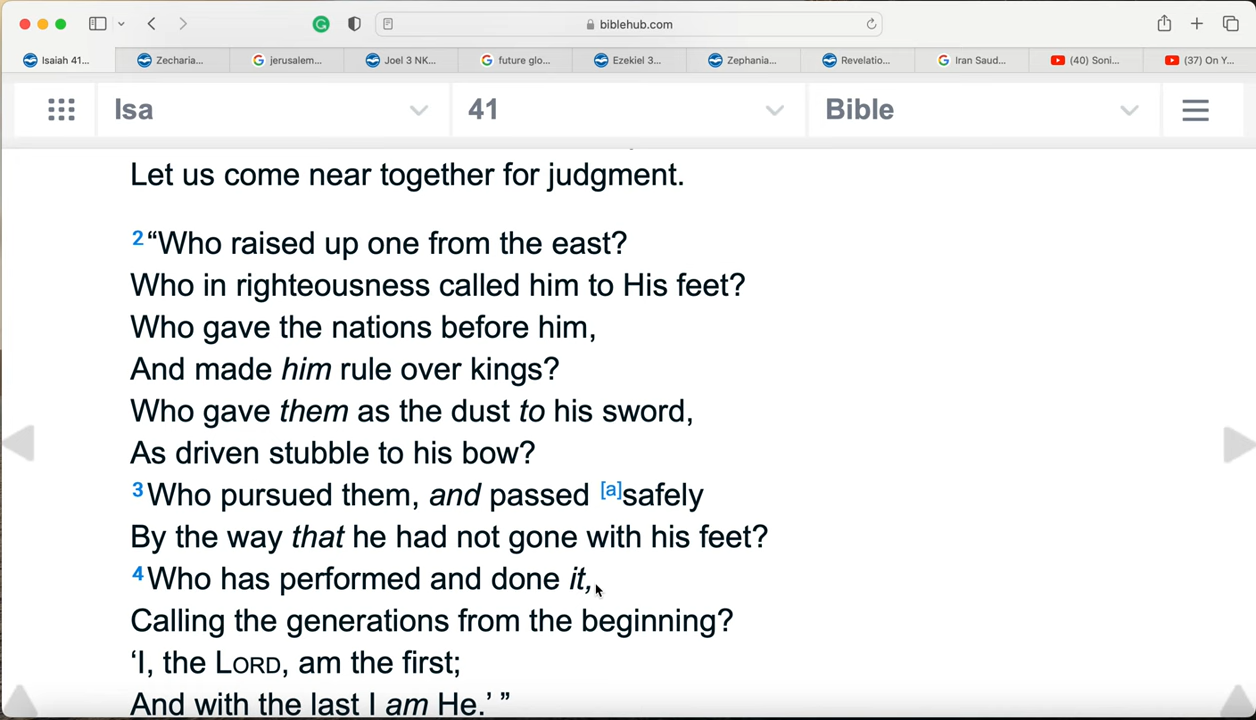 biblehub.com
Isaiah 41...
Zecharia...
jerusalem...
Joel 3 NK...
future glo...
Ezekiel 3...
Zephania...
Revelatio...
Iran Saud...
(40) Soni...
(37) On Y...
Isa
41
Bible
Let us come near together for judgment.
2 “Who raised up one from the east?
Who in righteousness called him to His feet?
Who gave the nations before him,
And made him rule over kings?
Who gave them as the dust to his sword,
As driven stubble to his bow?
3 Who pursued them, and passed [a]safely
By the way that he had not gone with his feet?
4 Who has performed and done it,
Calling the generations from the beginning?
‘I, the LORD, am the first;
And with the last I am He.’ ”